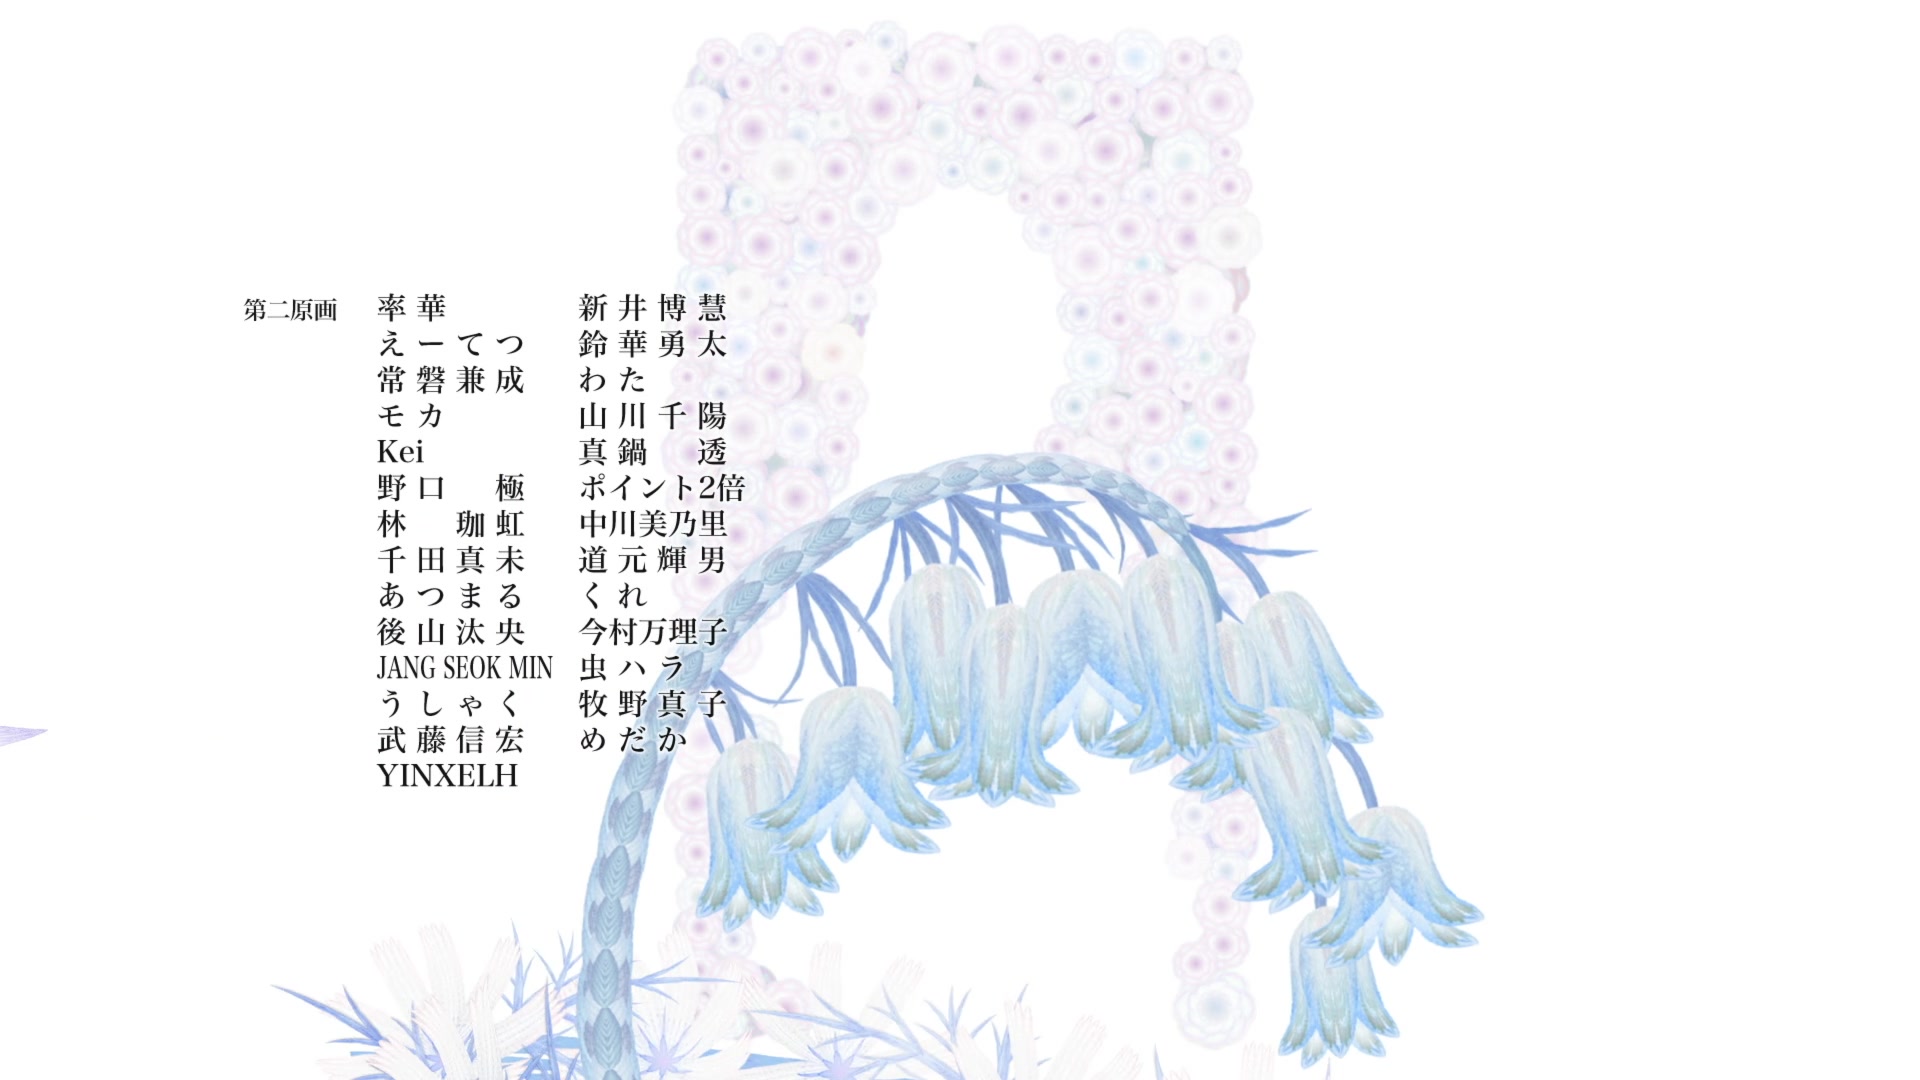 第二原画 率華 新井博慧
えーてつ 鈴華勇太
常磐兼成 わた
モカ 山川千陽
Kei 真鍋 透
野口 極 ポイント2倍
林 珈虹 中川美乃里
千田真未 道元輝男
あつまる くれ
後山汰央 今村万理子
JANG SEOK MIN 虫ハラ
うしゃく 牧野真子
武藤信宏 めだか
YINXELH